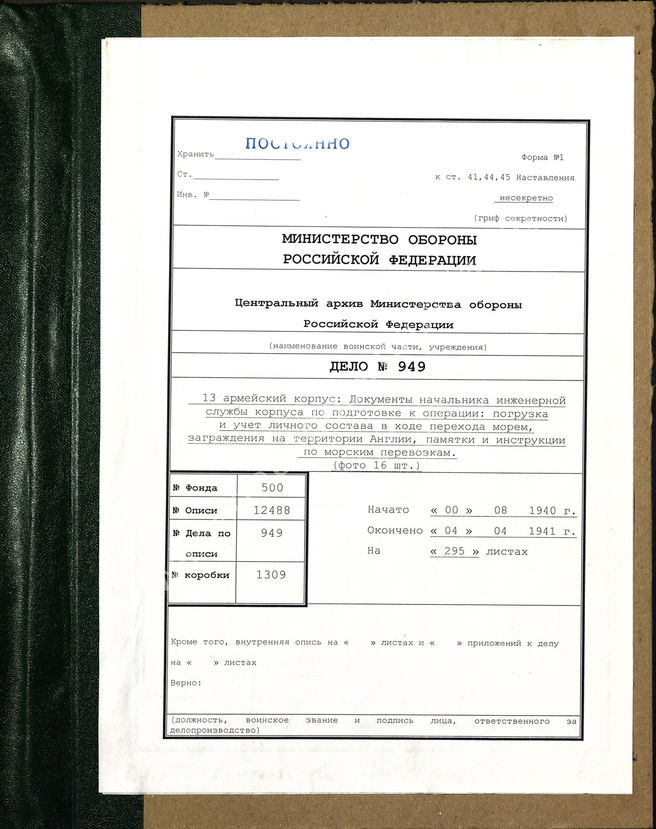 ПОСТОЯННО
Хранить
Форма №1
Ст.
к ст. 41,44,45 Наставления
Инв. №
несекретно
(гриф секретности)
МИНИСТЕРСТВО ОБОРОНЫ
РОССИЙСКОЙ ФЕДЕРАЦИИ
Центральный архив Министерства обороны
Российской Федерации
(наименование воинской части, учреждения)
ДЕЛО № 949
13 армейский корпус: Документы начальника инженерной
службы корпуса по подготовке к операции: погрузка
и учет личного состава в ходе перехода морем,
заграждения на территории Англии, памятки и инструкции
по морским перевозкам.
(фото 16 шт.)
№ Фонда 500
№ Описи 12488
№ Дела по описи 949
№ коробки 1309
Начато « 00 » 08 1940 г.
Окончено « 04 » 04 1941 г.
На « 295 » листах
Кроме того, внутренняя опись на « » листах и « » приложений к делу
на « » листах
Верно:
(должность, воинское звание и подпись лица, ответственного за
делопроизводство)